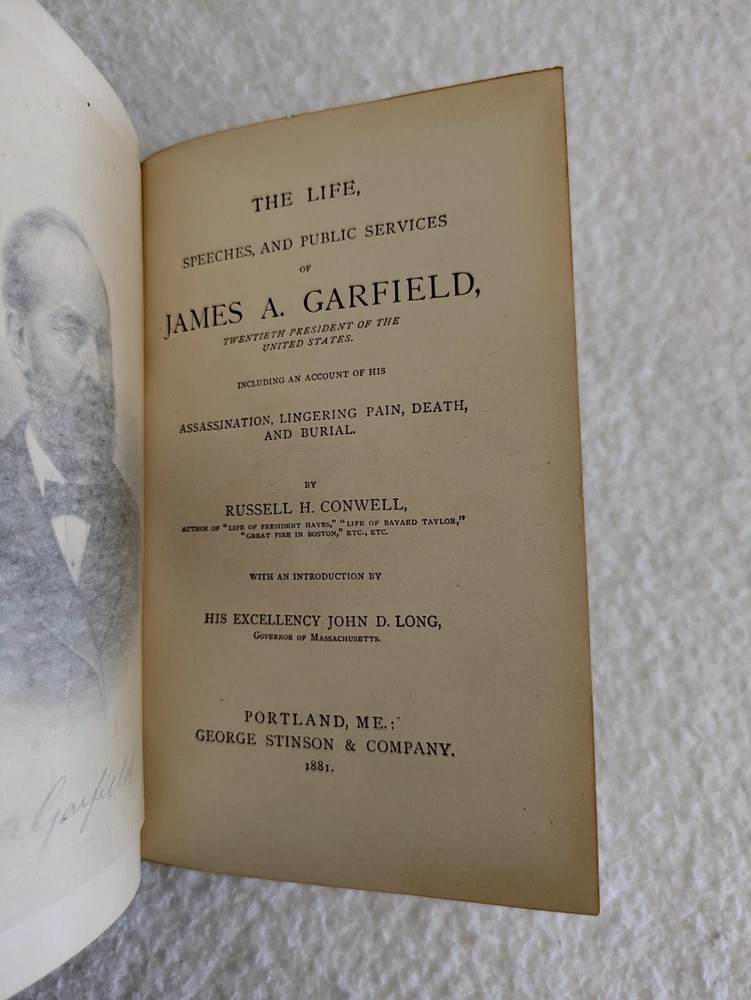 THE LIFE,
SPEECHES, AND PUBLIC SERVICES
OF
JAMES A. GARFIELD,
TWENTIETH PRESIDENT OF THE
UNITED STATES.
INCLUDING AN ACCOUNT OF HIS
ASSASSINATION, LINGERING PAIN, DEATH,
AND BURIAL.
BY
RUSSELL H. CONWELL,
AUTHOR OF "LIFE OF PRESIDENT HAYES," "LIFE OF BAYARD TAYLOR,"
"GREAT FIRE IN BOSTON," ETC., ETC.
WITH AN INTRODUCTION BY
HIS EXCELLENCY JOHN D. LONG,
GOVERNOR OF MASSACHUSETTS.
PORTLAND, ME.:
GEORGE STINSON & COMPANY.
1881.
Garfield